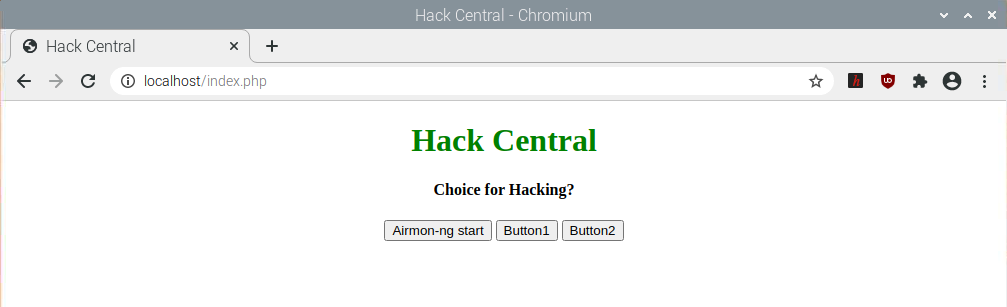 Hack Central - Chromium
Hack Central
localhost/index.php
Hack Central
Choice for Hacking?
Airmon-ng start Button1 Button2